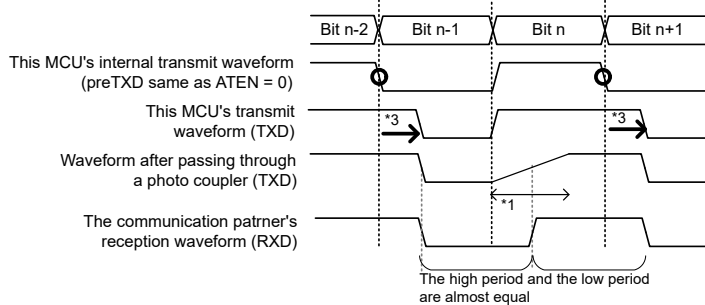 Bit n-2 Bit n-1 Bit n Bit n+1
This MCU's internal transmit waveform
(preTXD same as ATEN = 0)
This MCU's transmit
waveform (TXD)
*3 *3
Waveform after passing through
a photo coupler (TXD)
*1
The communication patrner's
reception waveform (RXD)
The high period and the low period
are almost equal